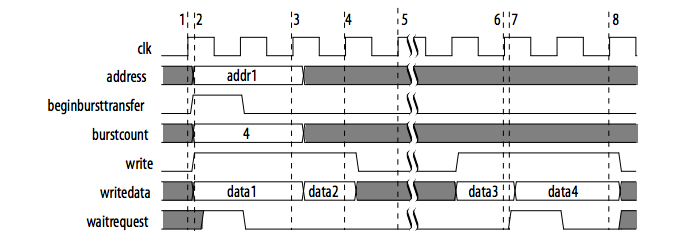 1 2 3 4 5 6 7 8
clk
address addr1
beginbursttransfer
burstcount 4
write
writedata data1 data2 data3 data4
waitrequest